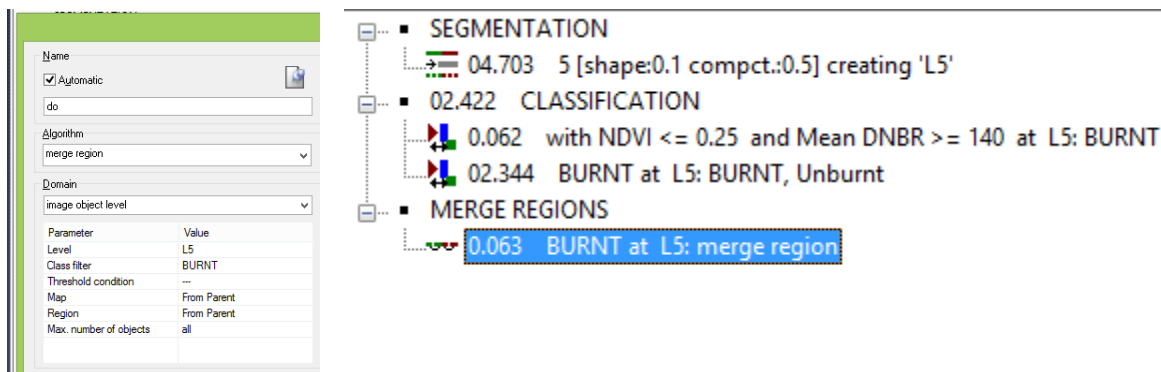 Name
Automatic
do
Algorithm
merge region
Domain
image object level
Parameter Value
Level L5
Class filter BURNT
Threshold condition ---
Map From Parent
Region From Parent
Max. number of objects all
SEGMENTATION
04.703 5 [shape:0.1 compct.:0.5] creating 'L5'
02.422 CLASSIFICATION
0.062 with NDVI <= 0.25 and Mean DNBR >= 140 at L5: BURNT
02.344 BURNT at L5: BURNT, Unburnt
MERGE REGIONS
0.063 BURNT at L5: merge region